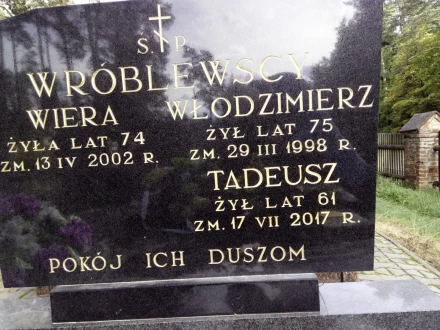 Ś. P.
WRÓBLEWSCY
WIERA
ŻYŁA LAT 74
ZM. 13 IV 2002 R.
WŁODZIMIERZ
ŻYŁ LAT 75
ZM. 29 III 1998 R.
TADEUSZ
ŻYŁ LAT 61
ZM. 17 VII 2017 R.
POKÓJ ICH DUSZOM